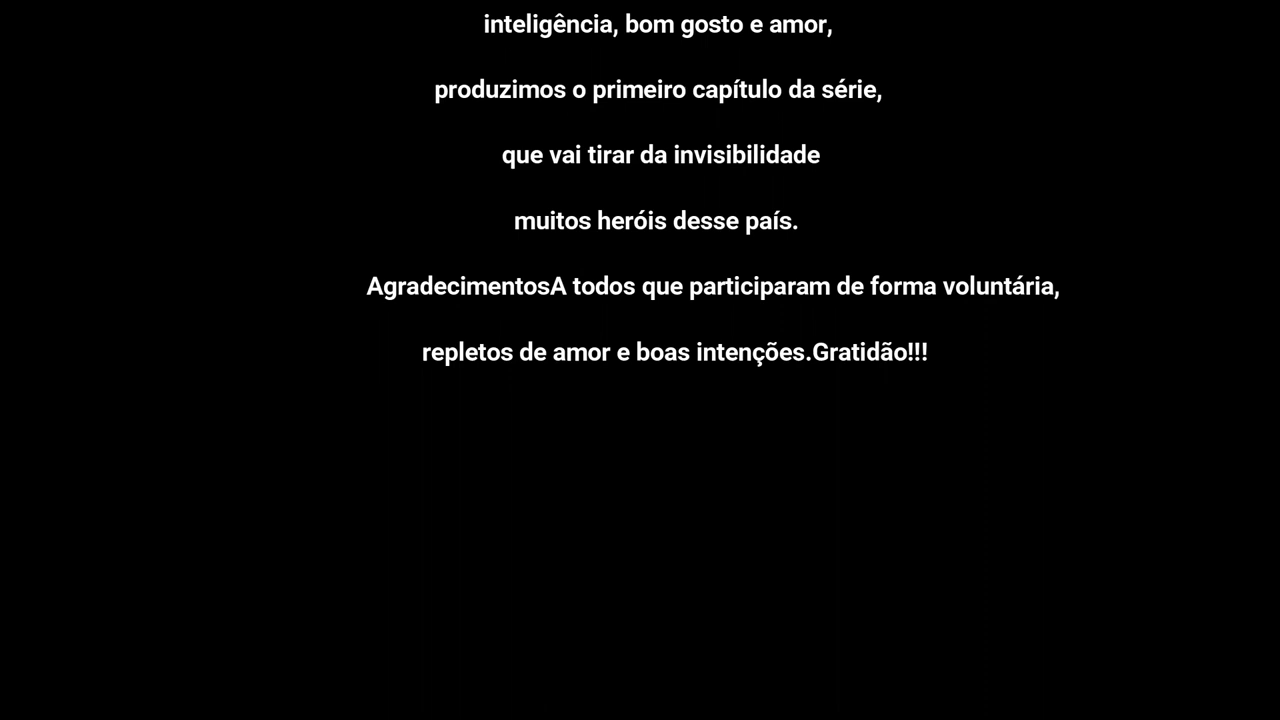 inteligência, bom gosto e amor,
produzimos o primeiro capítulo da série,
que vai tirar da invisibilidade
muitos heróis desse país.
AgradecimentosA todos que participaram de forma voluntária,
repletos de amor e boas intenções.Gratidão!!!